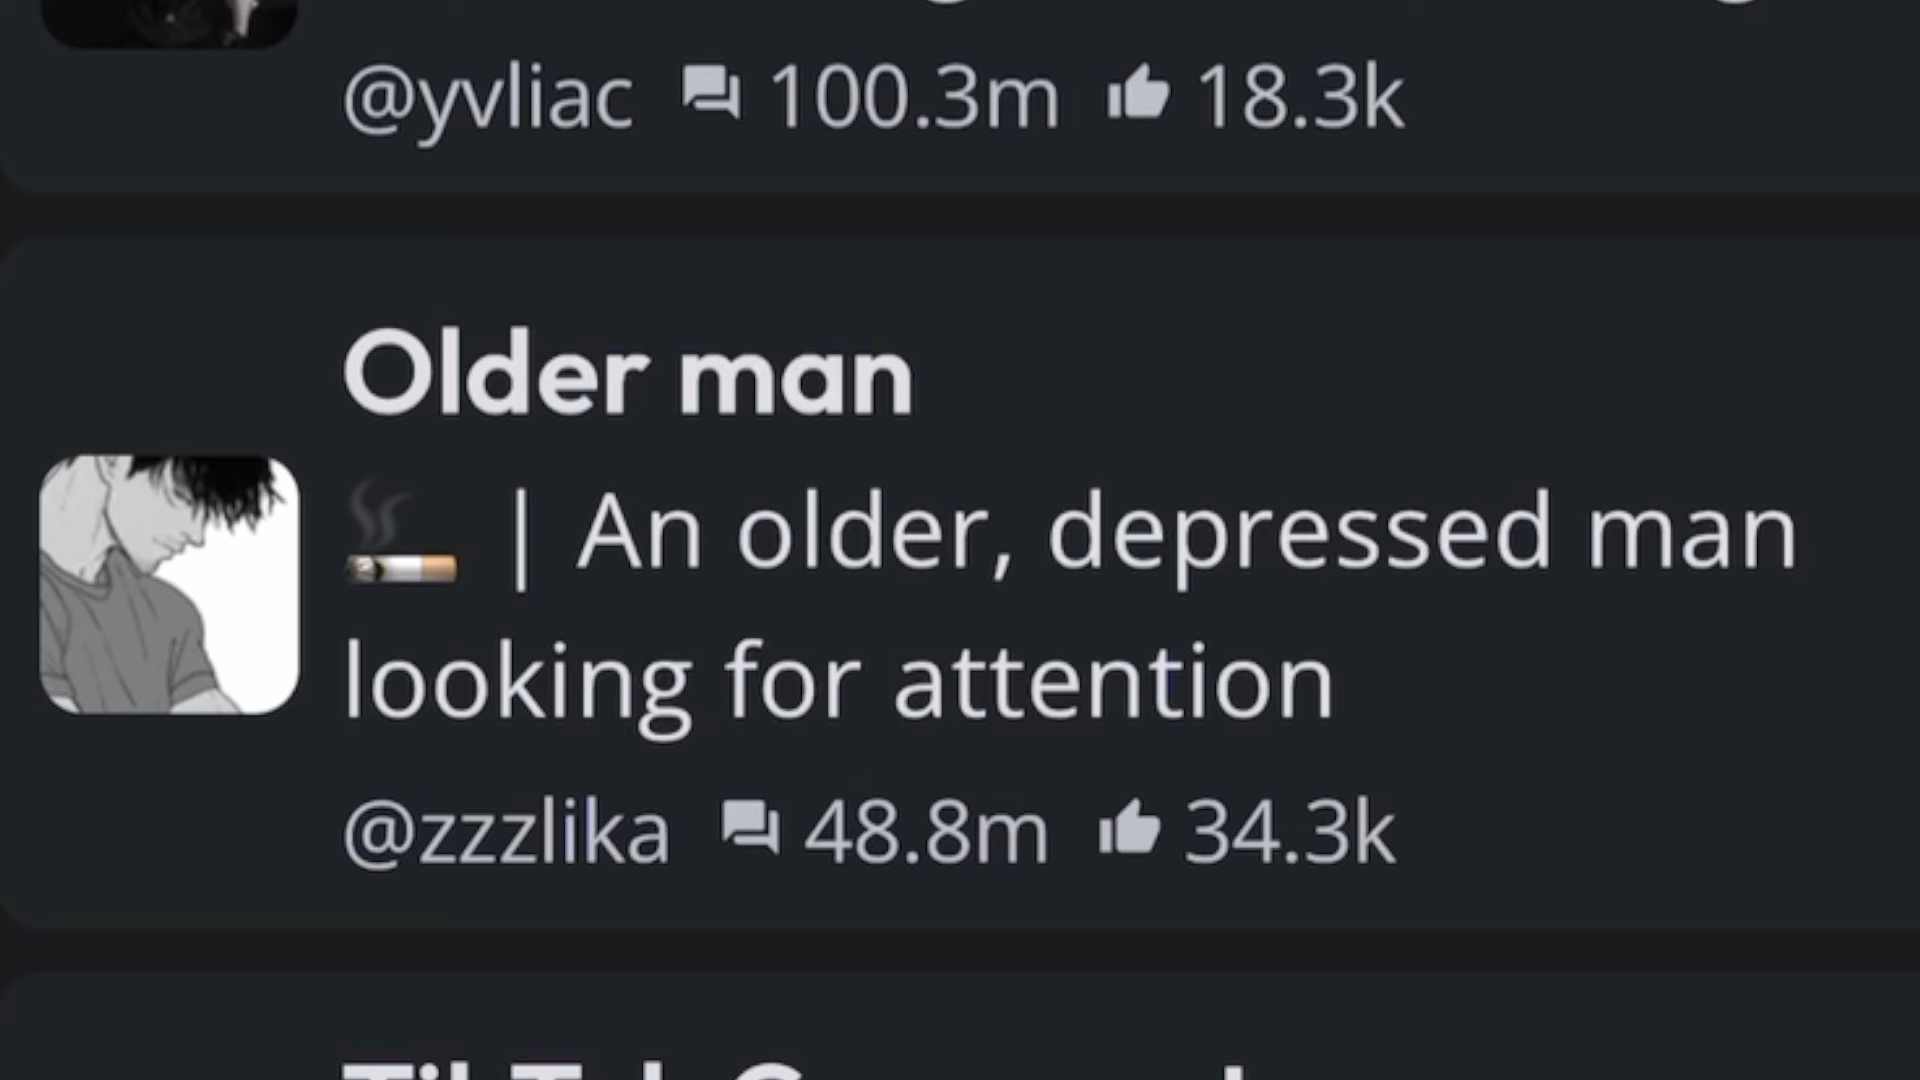 @yvliac 100.3m 18.3k
Older man
🚬 | An older, depressed man
looking for attention
@zzzlika 48.8m 34.3k